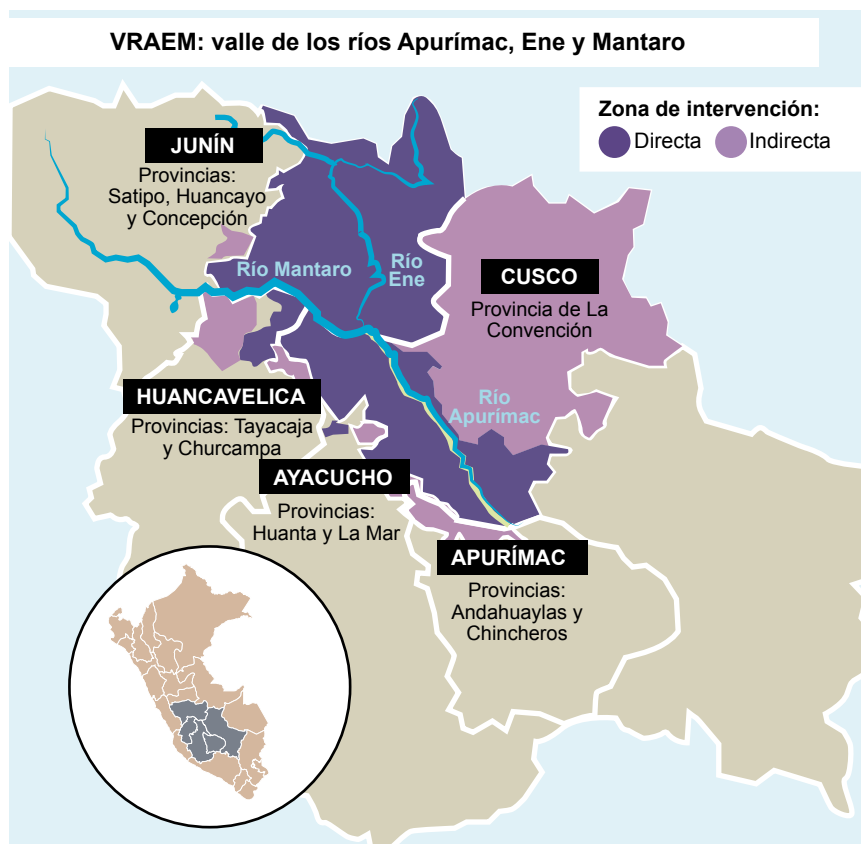 VRAEM: valle de los ríos Apurímac, Ene y Mantaro
Zona de intervención:
Directa
Indirecta
JUNÍN
Provincias:
Satipo, Huancayo
y Concepción
Río Mantaro
Río
Ene
CUSCO
Provincia de La
Convención
HUANCAVELICA
Provincias: Tayacaja
y Churcampa
Río
Apurímac
AYACUCHO
Provincias:
Huanta y La Mar
APURÍMAC
Provincias:
Andahuaylas y
Chincheros